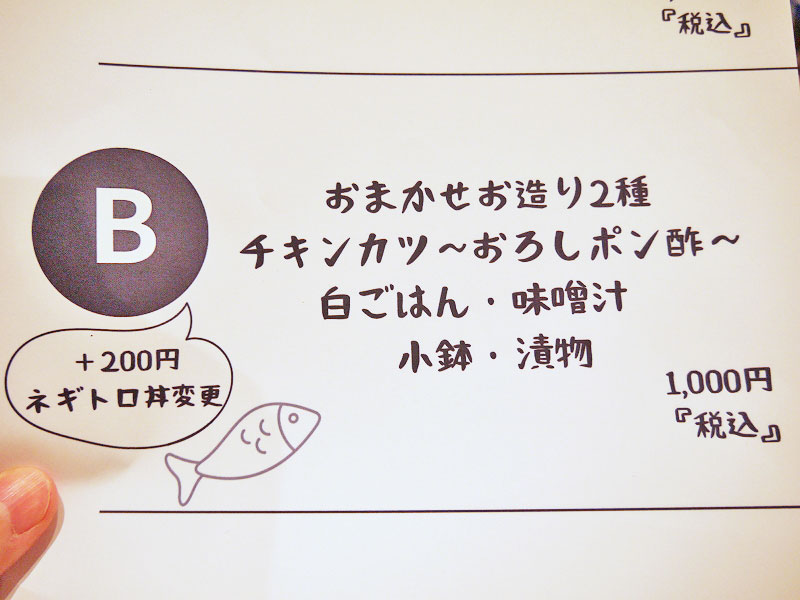 『税込』
B
おまかせお造り2種
チキンカツ～おろしポン酢～
白ごはん・味噌汁
小鉢・漬物
+200円
ネギトロ丼変更
1,000円
『税込』